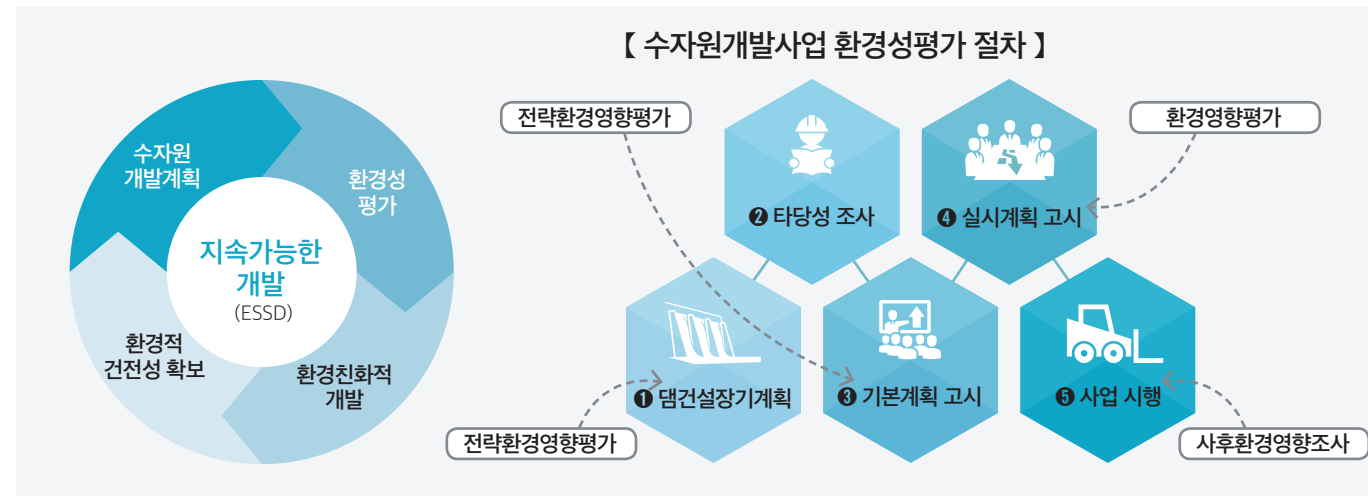 【 수자원개발사업 환경성평가 절차 】
수자원
개발계획
환경성
평가
지속가능한
개발
(ESSD)
환경적
건전성 확보
환경친화적
개발
전략환경영향평가
환경영향평가
❷ 타당성 조사
❹ 실시계획 고시
❶ 댐건설장기계획
❸ 기본계획 고시
❺ 사업 시행
전략환경영향평가
사후환경영향조사